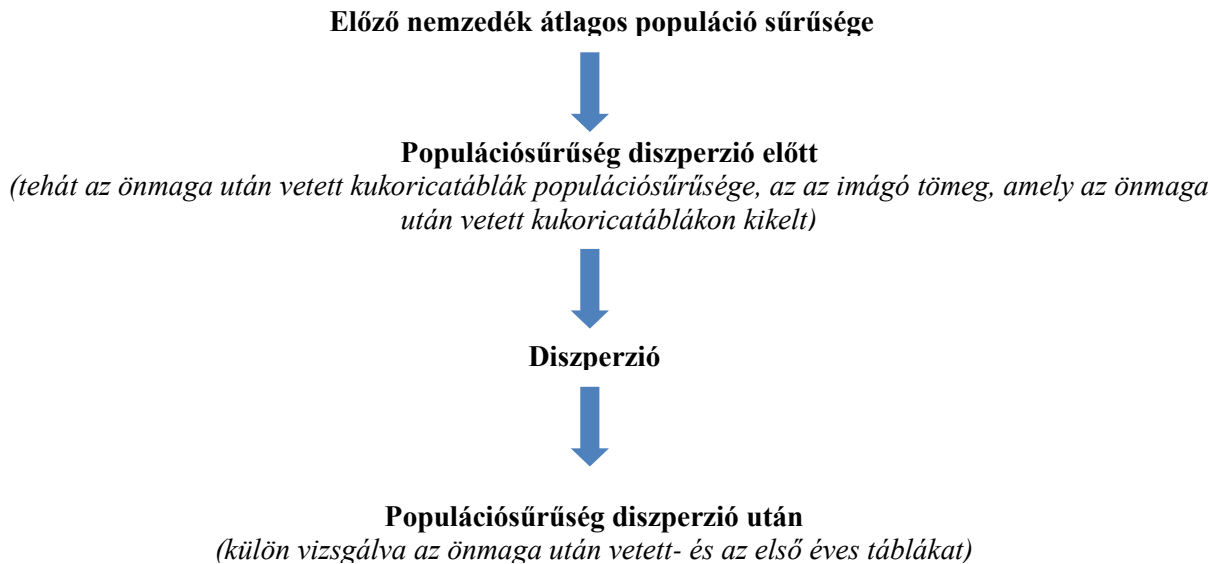 Előző nemzedék átlagos populáció sűrűsége
Populációsűrűség diszperzió előtt
(tehát az önmaga után vetett kukoricatáblák populációsűrűsége, az az imágó tömeg, amely az önmaga
után vetett kukoricatáblákon kikelt)
Diszperzió
Populációsűrűség diszperzió után
(külön vizsgálva az önmaga után vetett- és az első éves táblákat)